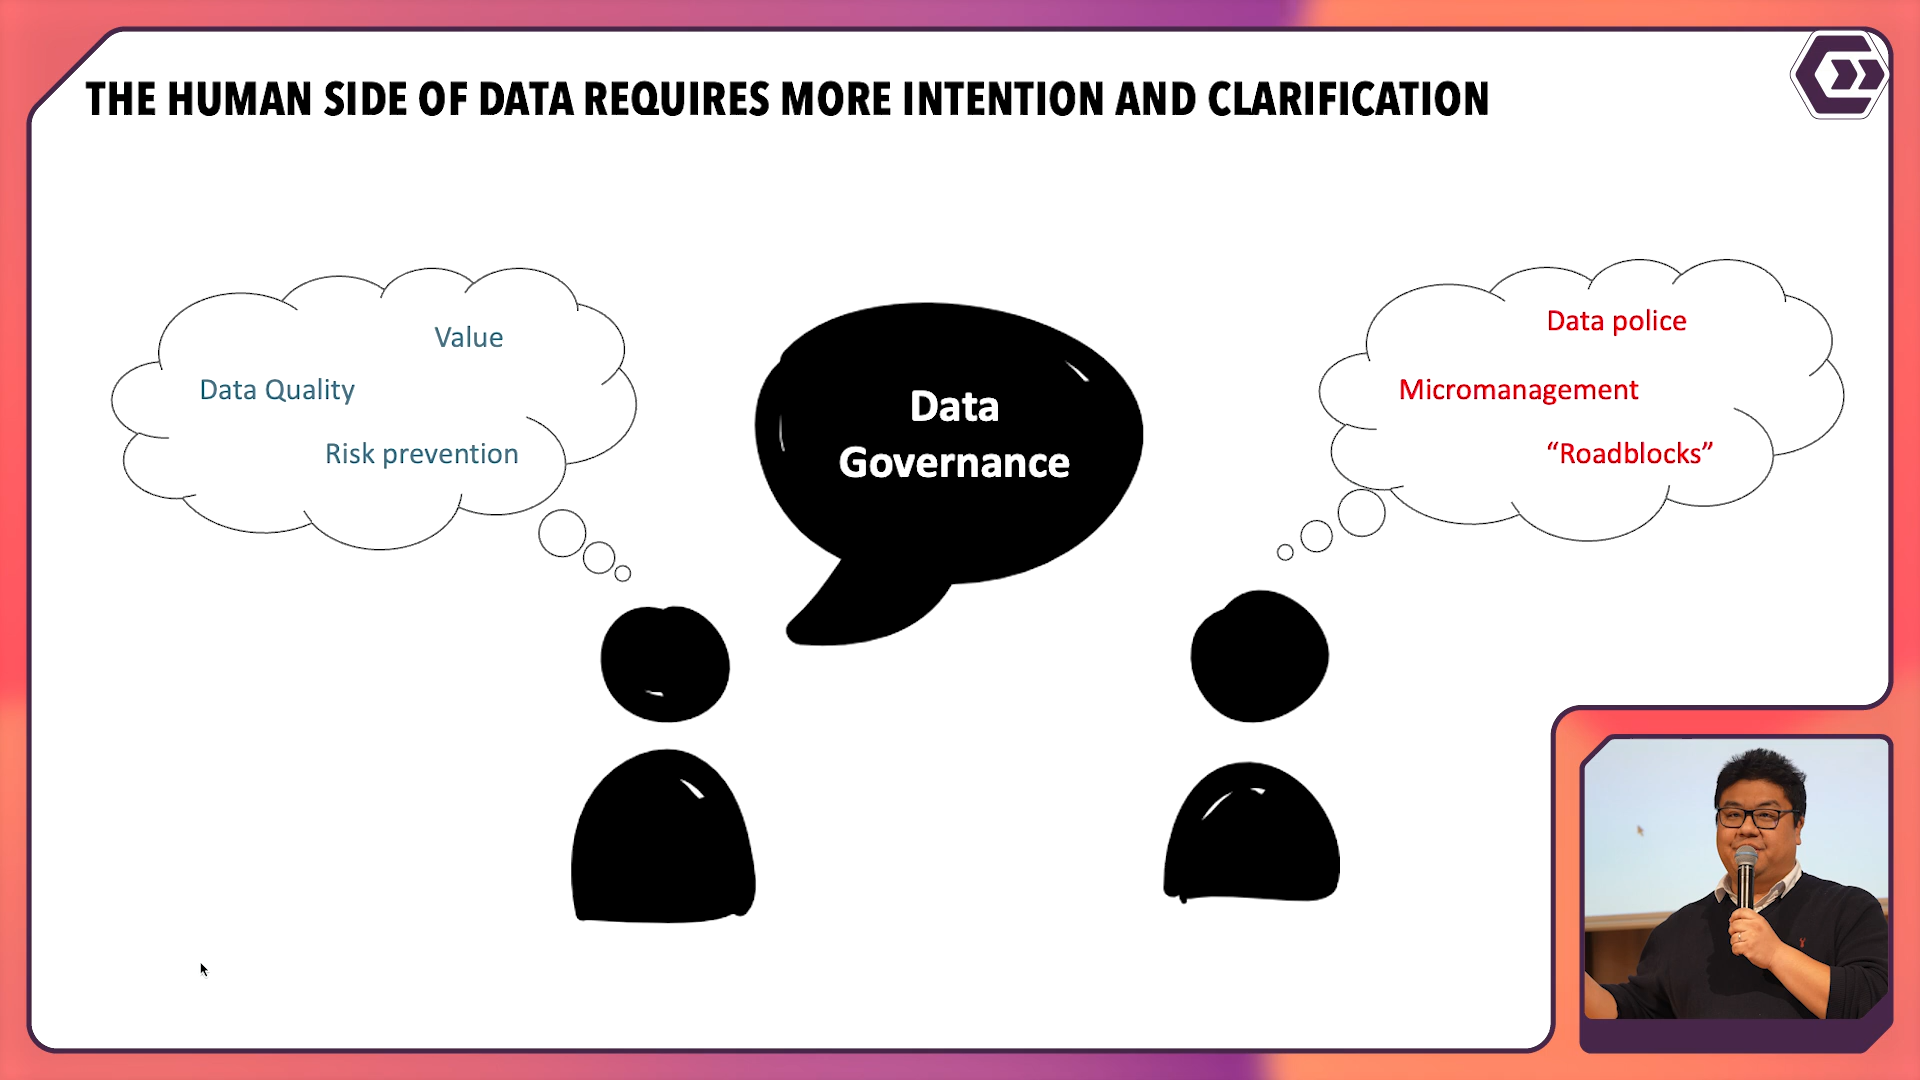 THE HUMAN SIDE OF DATA REQUIRES MORE INTENTION AND CLARIFICATION
Value
Data Quality
Risk prevention
Data
Governance
Data police
Micromanagement
“Roadblocks”